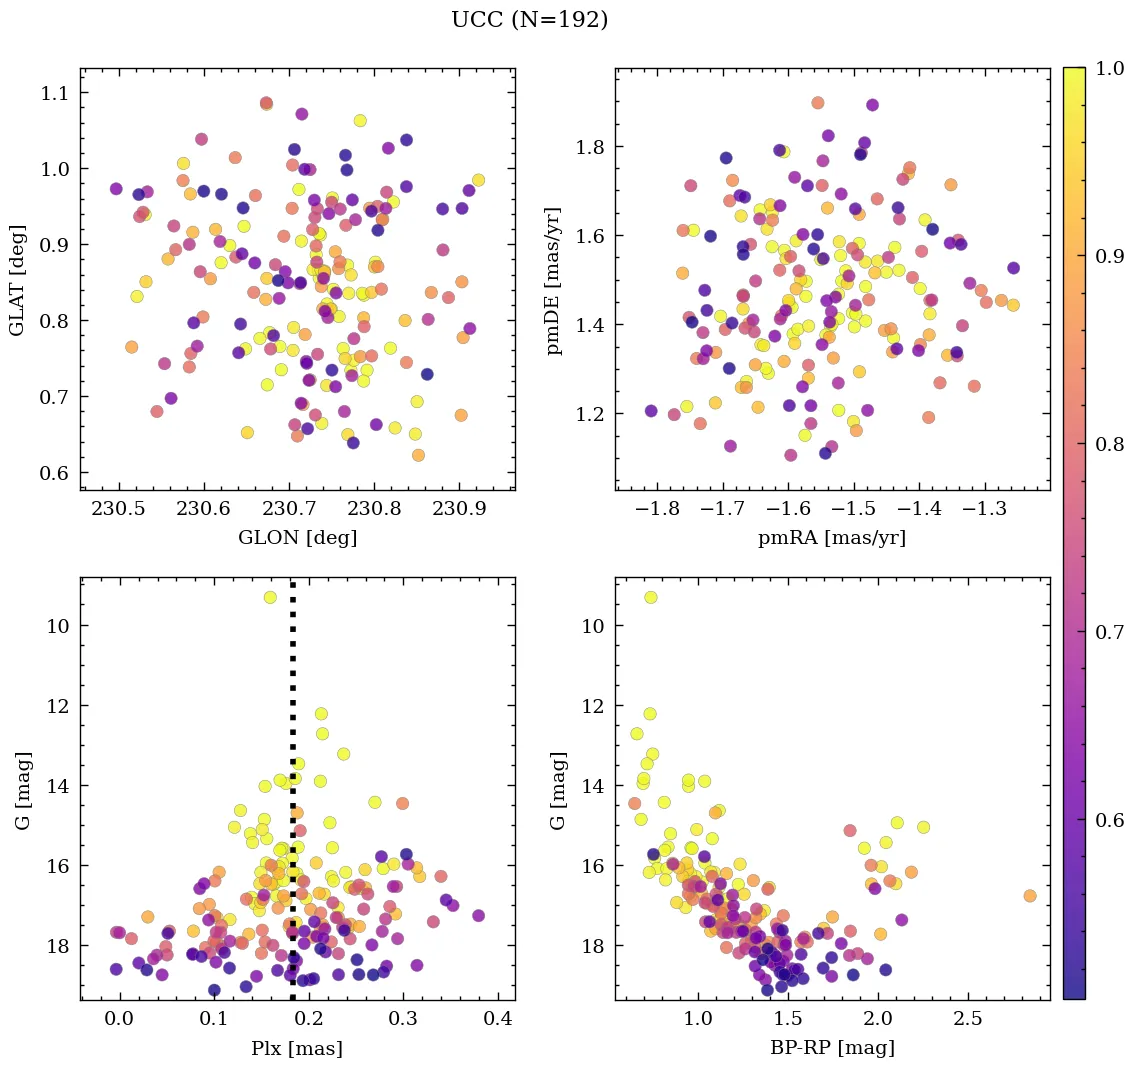 UCC (N=192)
1.1
1.0
0.9
0.8
0.7
0.6
GLAT [deg]
230.5 230.6 230.7 230.8 230.9
GLON [deg]
1.8
1.6
1.4
1.2
pmDE [mas/yr]
−1.8 −1.7 −1.6 −1.5 −1.4 −1.3
pmRA [mas/yr]
10
12
14
16
18
G [mag]
0.0 0.1 0.2 0.3 0.4
Plx [mas]
10
12
14
16
18
G [mag]
1.0 1.5 2.0 2.5
BP-RP [mag]
1.0
0.9
0.8
0.7
0.6